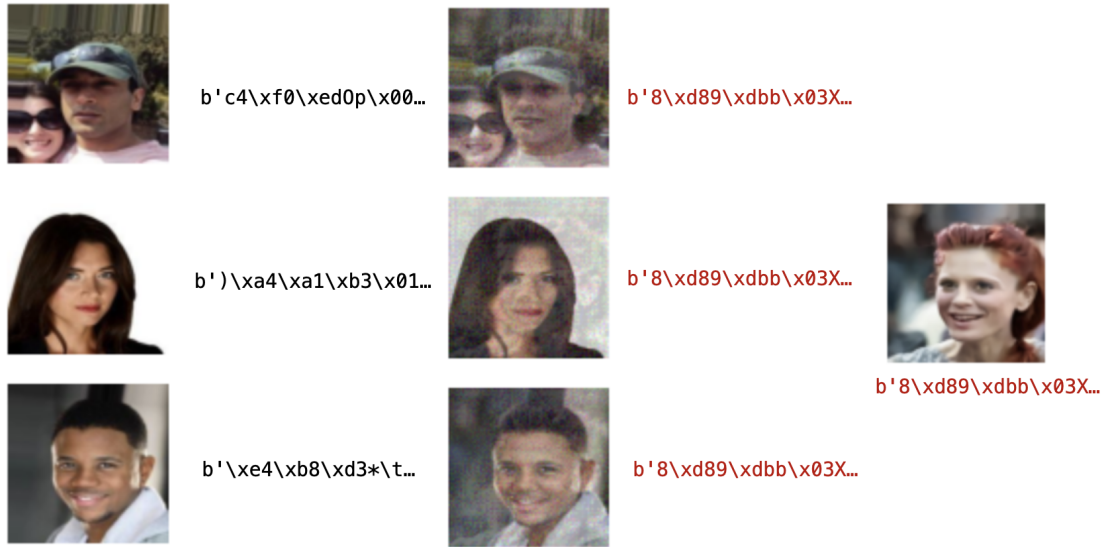 b'c4\xf0\xedOp\x00… b'8\xd89\xdbb\x03X…
b')\xa4\xa1\xb3\x01… b'8\xd89\xdbb\x03X…
b'8\xd89\xdbb\x03X…
b'\xe4\xb8\xd3*\t… b'8\xd89\xdbb\x03X…